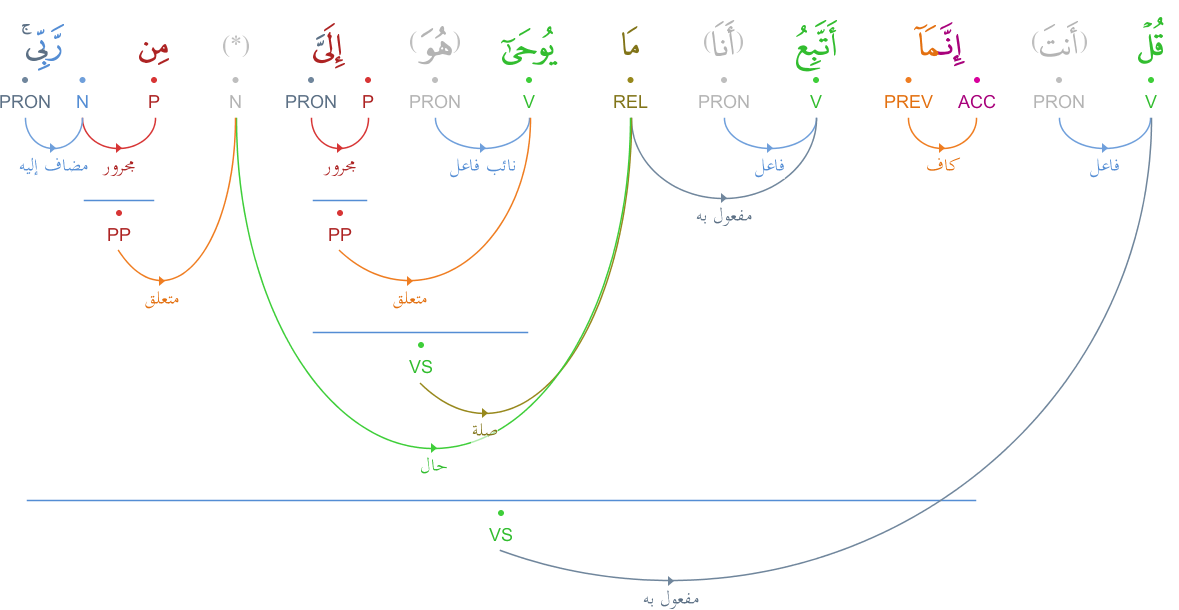 قُلْ (أَنتَ) إِنَّمَآ أَتَّبِعُ (أَنَا) مَا يُوحَىٰٓ (هُوَ) إِلَىَّ (*) مِن رَّبِّى ۚ
V PRON ACC PREV V PRON REL V PRON P PRON N P N PRON
فاعل كاف فاعل نائب فاعل مجرور مجرور مضاف إليه
مفعول به
PP PP
متعلق متعلق
VS
صلة
حال
VS
مفعول به